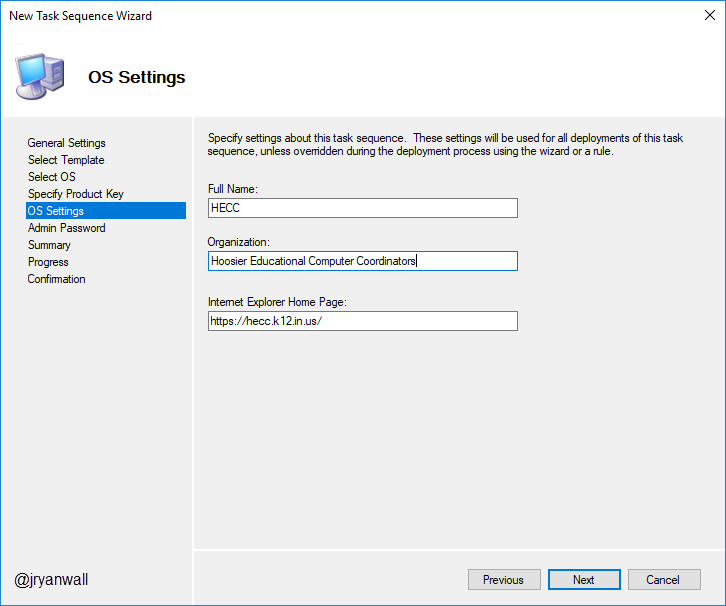 New Task Sequence Wizard
OS Settings
General Settings
Select Template
Select OS
Specify Product Key
OS Settings
Admin Password
Summary
Progress
Confirmation
Specify settings about this task sequence.  These settings will be used for all deployments of this task
sequence, unless overridden during the deployment process using the wizard or a rule.
Full Name:
HECC
Organization:
Hoosier Educational Computer Coordinators
Internet Explorer Home Page:
https://hecc.k12.in.us/
@jryanwall
Previous
Next
Cancel